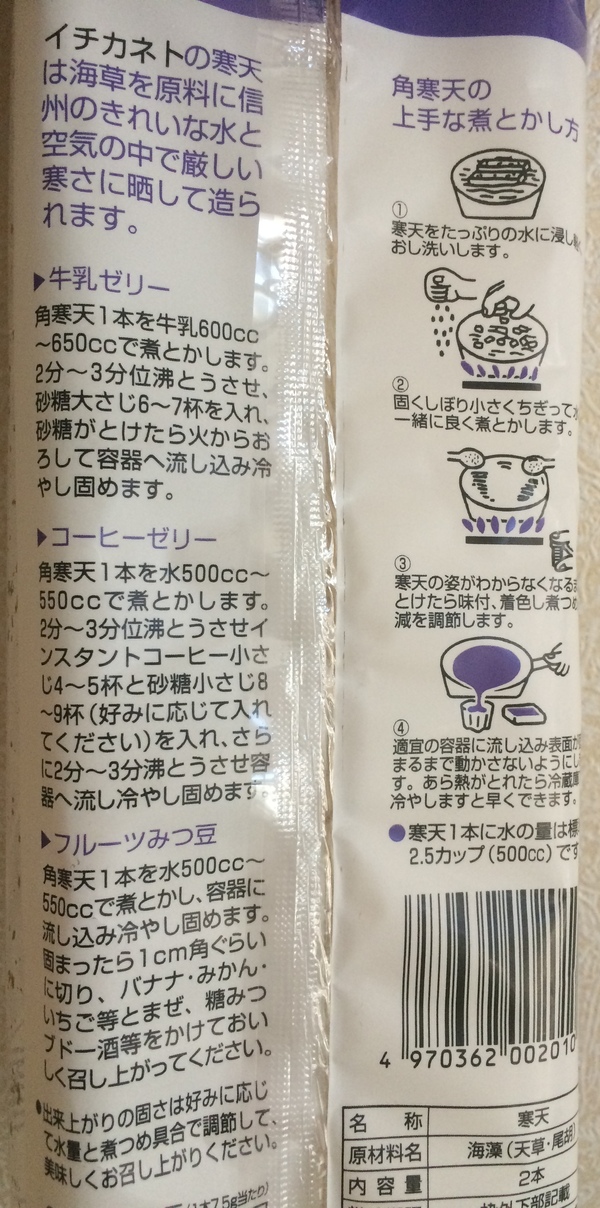 イチカネトの寒天
は海草を原料に信
州のきれいな水と
空気の中で厳しい
寒さに晒して造ら
れます。
▶牛乳ゼリー
角寒天1本を牛乳600cc
～650ccで煮とかします。
2分～3分位沸とうさせ、
砂糖大さじ6～7杯を入れ、
砂糖がとけたら火からお
ろして容器へ流し込み冷
やし固めます。
▶コーヒーゼリー
角寒天1本を水500cc～
550ccで煮とかします。
2分～3分位沸とうさせイ
ンスタントコーヒー小さ
じ4～5杯と砂糖小さじ8
～9杯(好みに応じて入れ
てください)を入れ、さら
に2分～3分沸とうさせ容
器へ流し冷やし固めます。
▶フルーツみつ豆
角寒天1本を水500cc～
550ccで煮とかし、容器に
流し込み冷やし固めます。
固まったら1cm角ぐらい
に切り、バナナ・みかん・
いちご等とまぜ、糖みつ
ブドー酒等をかけておい
しく召し上がってください。
●出来上がりの固さは好みに応じ
て水量と煮つめ具合で調節して、
美味しくお召し上がりください。
(1本7.5g当たり)
角寒天の
上手な煮とかし方
①
寒天をたっぷりの水に浸し
おし洗いします。
②
固くしぼり小さくちぎって水
一緒に良く煮とかします。
③
寒天の姿がわからなくなるま
とけたら味付、着色し煮つめ
減を調節します。
④
適宜の容器に流し込み表面が
まるまで動かさないようにし
す。あら熱がとれたら冷蔵庫
冷やしますと早くできます。
●寒天1本に水の量は標
2.5カップ(500cc)です
4 970362 002010
名 称 寒天
原材料名 海藻(天草・尾胡
内容量 2本
枠外下部記載